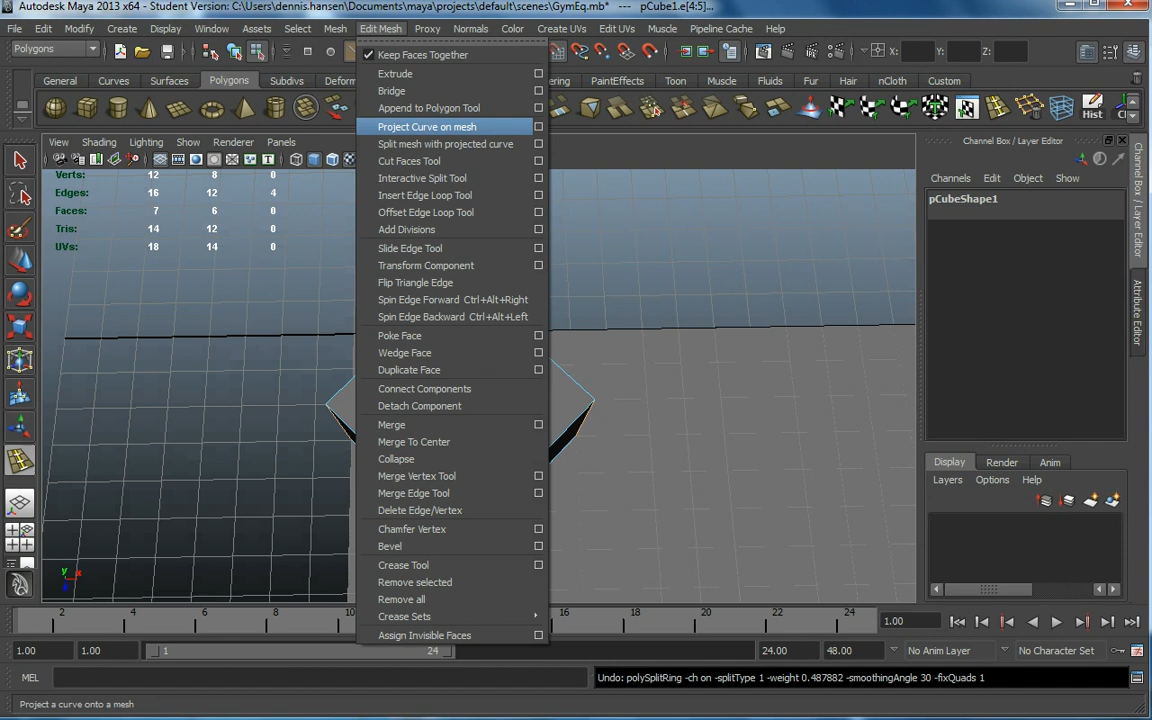 Autodesk Maya 2013 x64 - Student Version: C:\Users\dennis.hansen\Documents\maya\projects\default\scenes\GymEq.mb* --- pCube1.e[4:5]...
File Edit Modify Create Display Window Assets Select Mesh Edit Mesh Proxy Normals Color Create UVs Edit UVs Muscle Pipeline Cache Help
Polygons X: Y: Z:
General Curves Surfaces Polygons Subdivs Deform PaintEffects Toon Muscle Fluids Fur Hair nCloth Custom
Hist
View Shading Lighting Show Renderer Panels
Verts: 12 8 0
Edges: 16 12 4
Faces: 7 6 0
Tris: 14 12 0
UVs: 18 14 0
Keep Faces Together
Extrude
Bridge
Append to Polygon Tool
Project Curve on mesh
Split mesh with projected curve
Cut Faces Tool
Interactive Split Tool
Insert Edge Loop Tool
Offset Edge Loop Tool
Add Divisions
Slide Edge Tool
Transform Component
Flip Triangle Edge
Spin Edge Forward Ctrl+Alt+Right
Spin Edge Backward Ctrl+Alt+Left
Poke Face
Wedge Face
Duplicate Face
Connect Components
Detach Component
Merge
Merge To Center
Collapse
Merge Vertex Tool
Merge Edge Tool
Delete Edge/Vertex
Chamfer Vertex
Bevel
Crease Tool
Remove selected
Remove all
Crease Sets
Assign Invisible Faces
Channel Box / Layer Editor
Channels Edit Object Show
pCubeShape1
Channel Box / Layer Editor
Attribute Editor
Display Render Anim
Layers Options Help
y x
2 4 6 8 10 16 18 20 22 24 1.00
1.00 1.00 1 24 24.00 48.00 No Anim Layer No Character Set
MEL Undo: polySplitRing -ch on -splitType 1 -weight 0.487882 -smoothingAngle 30 -fixQuads 1
Project a curve onto a mesh